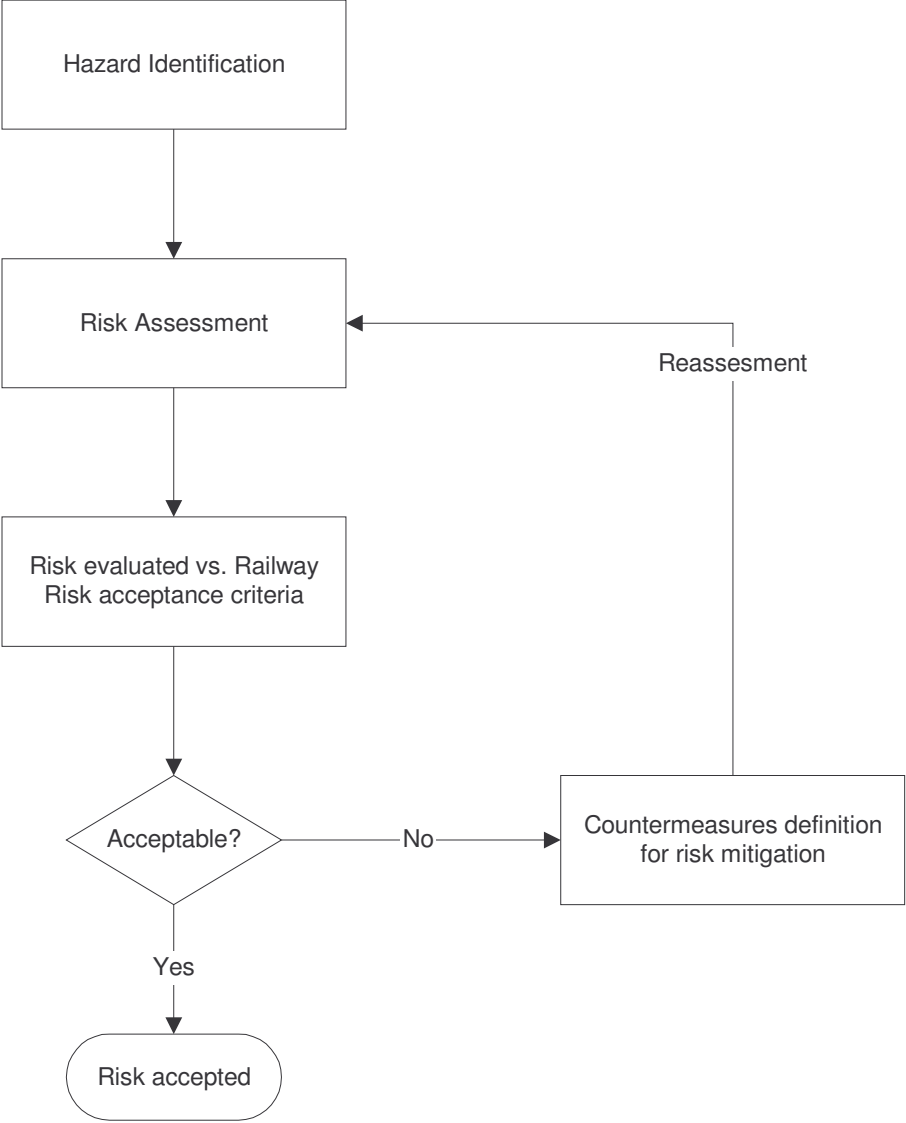 Hazard Identification
Risk Assessment
Reassesment
Risk evaluated vs. Railway
Risk acceptance criteria
Acceptable?
No
Countermeasures definition
for risk mitigation
Yes
Risk accepted